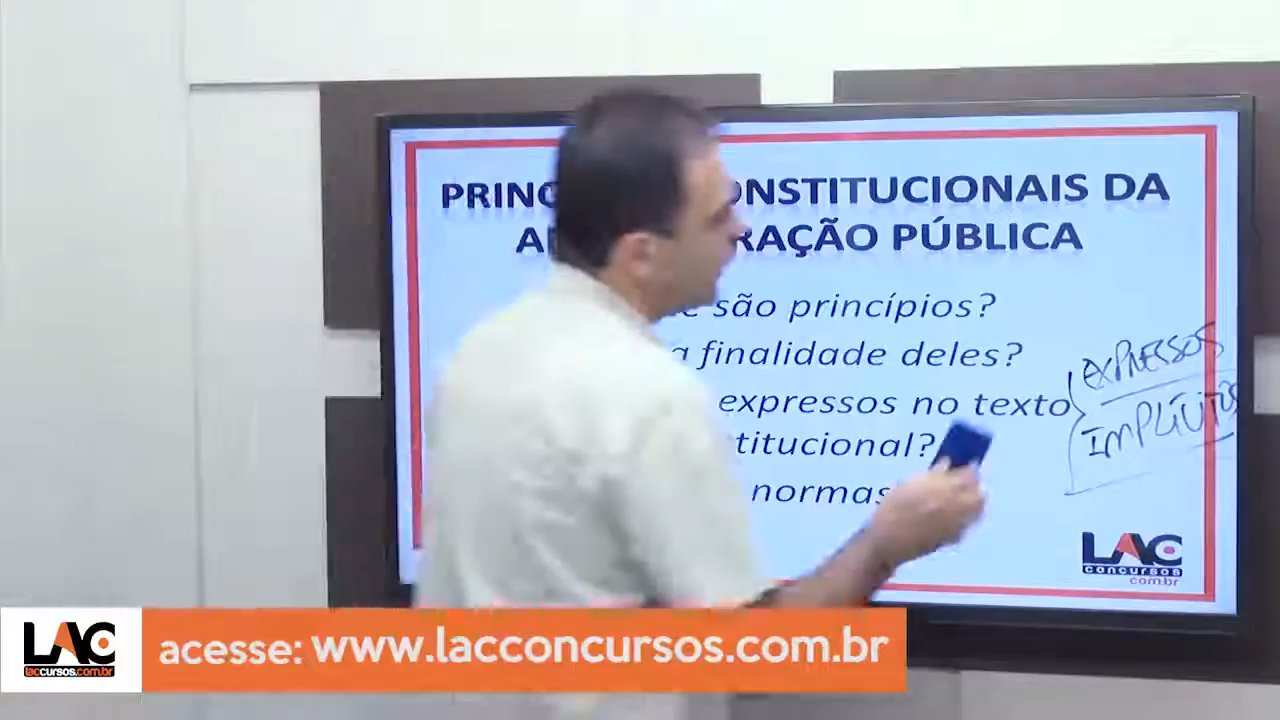 PRINC ONSTITUCIONAIS DA
A RAÇÃO PÚBLICA
são princípios?
a finalidade deles?
expressos no texto
titucional?
normas
EXPRESSOS
IMPLÍCITOS
LAC
concursos
com.br
LAC
laccursos.com.br
acesse: www.lacconcursos.com.br